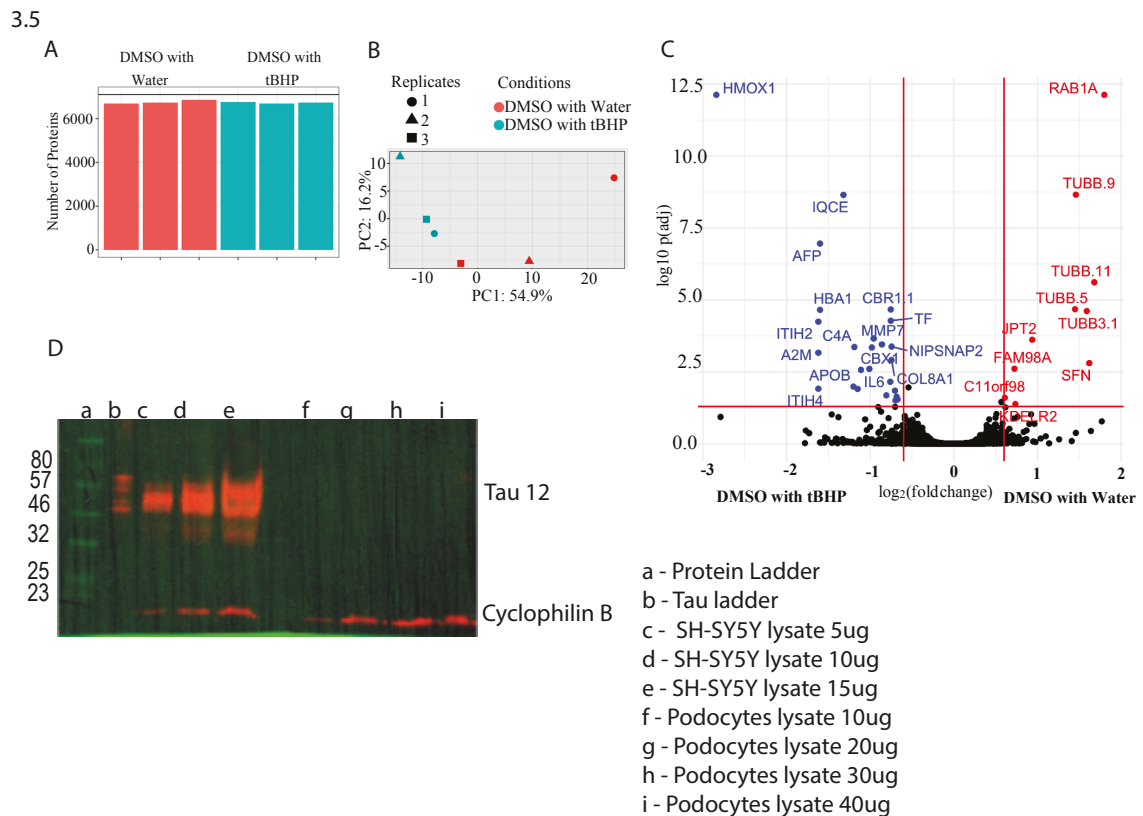 3.5
A
DMSO with
Water
DMSO with
tBHP
Number of Proteins
6000
4000
2000
0
B
Replicates
1
2
3
Conditions
DMSO with Water
DMSO with tBHP
PC2: 16.2%
10
5
0
-5
-10
0
10
20
PC1: 54.9%
C
log10 p(adj)
12.5
10.0
7.5
5.0
2.5
0.0
HMOX1
RAB1A
IQCE
TUBB.9
AFP
TUBB.11
HBA1
CBR1.1
TUBB.5
TF
TUBB3.1
ITIH2
C4A
MMP7
JPT2
NIPSNAP2
A2M
CBX1
FAM98A
SFN
APOB
IL6
COL8A1
ITIH4
C11orf98
KDELR2
-3
-2
-1
0
1
2
DMSO with tBHP
log2(foldchange)
DMSO with Water
D
a b c d e f g h i
80
57
46
32
25
23
Tau 12
Cyclophilin B
a - Protein Ladder
b - Tau ladder
c - SH-SY5Y lysate 5ug
d - SH-SY5Y lysate 10ug
e - SH-SY5Y lysate 15ug
f - Podocytes lysate 10ug
g - Podocytes lysate 20ug
h - Podocytes lysate 30ug
i - Podocytes lysate 40ug